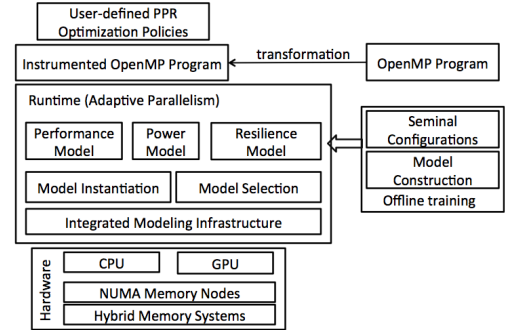 User-defined PPR
Optimization Policies
transformation
Instrumented OpenMP Program
OpenMP Program
Runtime (Adaptive Parallelism)
Performance
Model
Power
Model
Resilience
Model
Model Instantiation
Model Selection
Integrated Modeling Infrastructure
Seminal
Configurations
Model
Construction
Offline training
Hardware
CPU
GPU
NUMA Memory Nodes
Hybrid Memory Systems